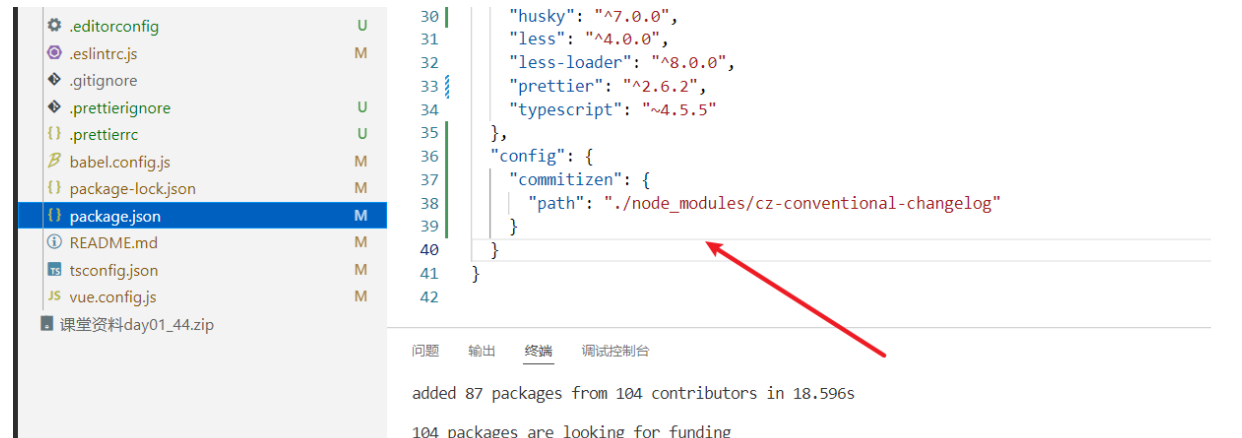 .editorconfig U
.eslintrc.js M
.gitignore
.prettierignore U
{} .prettierrc U
B babel.config.js M
{} package-lock.json M
{} package.json M
README.md M
TS tsconfig.json M
JS vue.config.js M
课堂资料day01_44.zip
30 "husky": "^7.0.0",
31 "less": "^4.0.0",
32 "less-loader": "^8.0.0",
33 "prettier": "^2.6.2",
34 "typescript": "~4.5.5"
35 },
36 "config": {
37 "commitizen": {
38 "path": "./node_modules/cz-conventional-changelog"
39 }
40 }
41 }
42
问题 输出 终端 调试控制台
added 87 packages from 104 contributors in 18.596s
104 packages are looking for funding